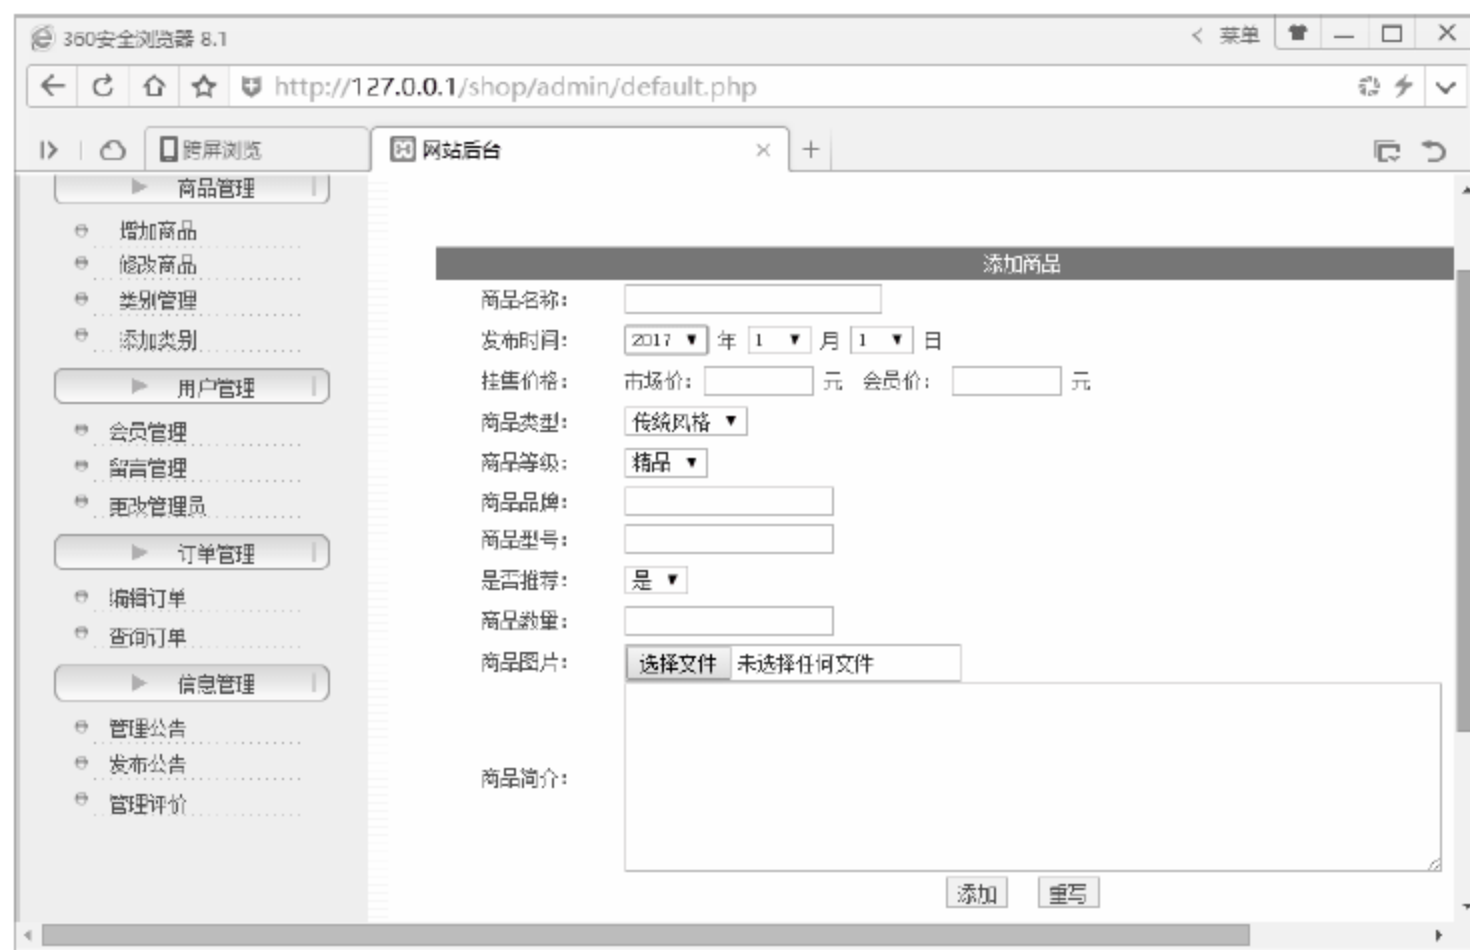 360安全浏览器 8.1
菜单
http://127.0.0.1/shop/admin/default.php
跨屏浏览
网站后台
商品管理
增加商品
修改商品
类别管理
添加类别
用户管理
会员管理
留言管理
更改管理员
订单管理
编辑订单
查询订单
信息管理
管理公告
发布公告
管理评价
添加商品
商品名称：
发布时间： 2017 年 1 月 1 日
挂售价格： 市场价： 元 会员价： 元
商品类型： 传统风格
商品等级： 精品
商品品牌：
商品型号：
是否推荐： 是
商品数量：
商品图片： 选择文件 未选择任何文件
商品简介：
添加 重写